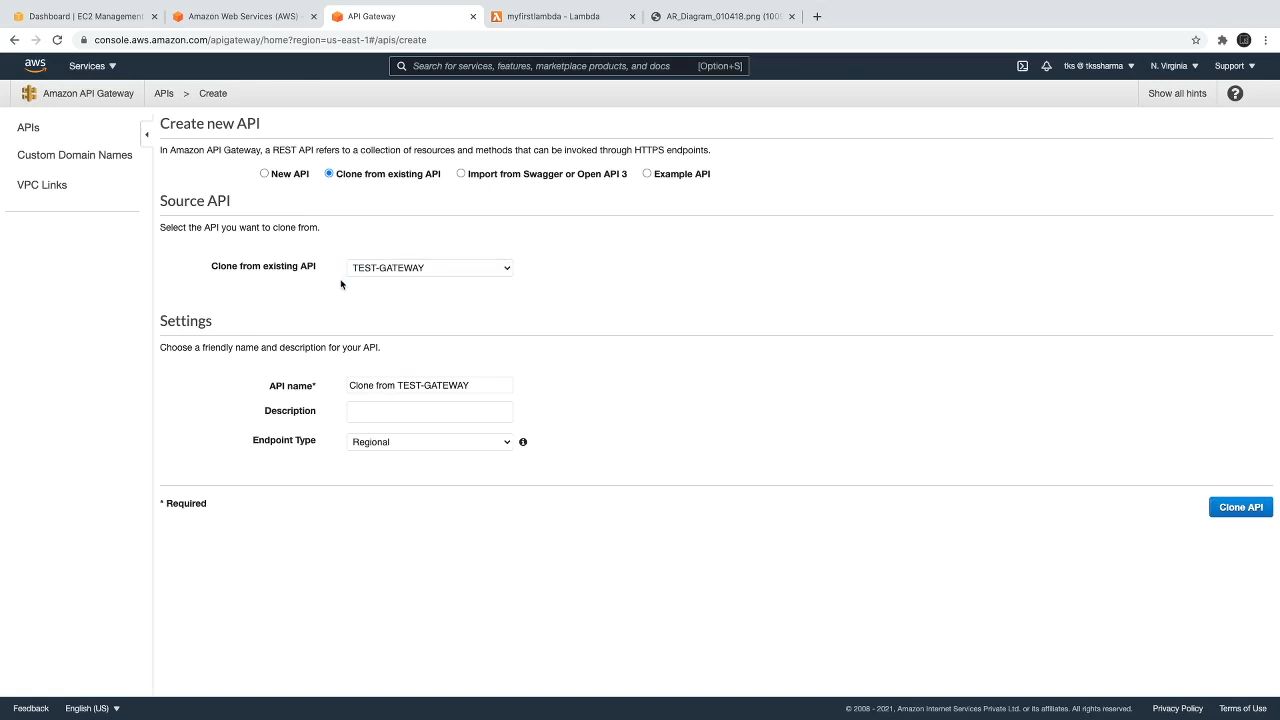 Dashboard | EC2 Management
Amazon Web Services (AWS) -
API Gateway
myfirstlambda - Lambda
AR_Diagram_010418.png (100
console.aws.amazon.com/apigateway/home?region=us-east-1#/apis/create
aws
Services
Search for services, features, marketplace products, and docs
[Option+S]
tks @ tkssharma
N. Virginia
Support
Amazon API Gateway
APIs > Create
Show all hints
?
APIs
Custom Domain Names
VPC Links
Create new API
In Amazon API Gateway, a REST API refers to a collection of resources and methods that can be invoked through HTTPS endpoints.
New API
Clone from existing API
Import from Swagger or Open API 3
Example API
Source API
Select the API you want to clone from.
Clone from existing API
TEST-GATEWAY
Settings
Choose a friendly name and description for your API.
API name*
Clone from TEST-GATEWAY
Description
Endpoint Type
Regional
* Required
Clone API
Feedback
English (US)
© 2008 - 2021, Amazon Internet Services Private Ltd. or its affiliates. All rights reserved.
Privacy Policy
Terms of Use